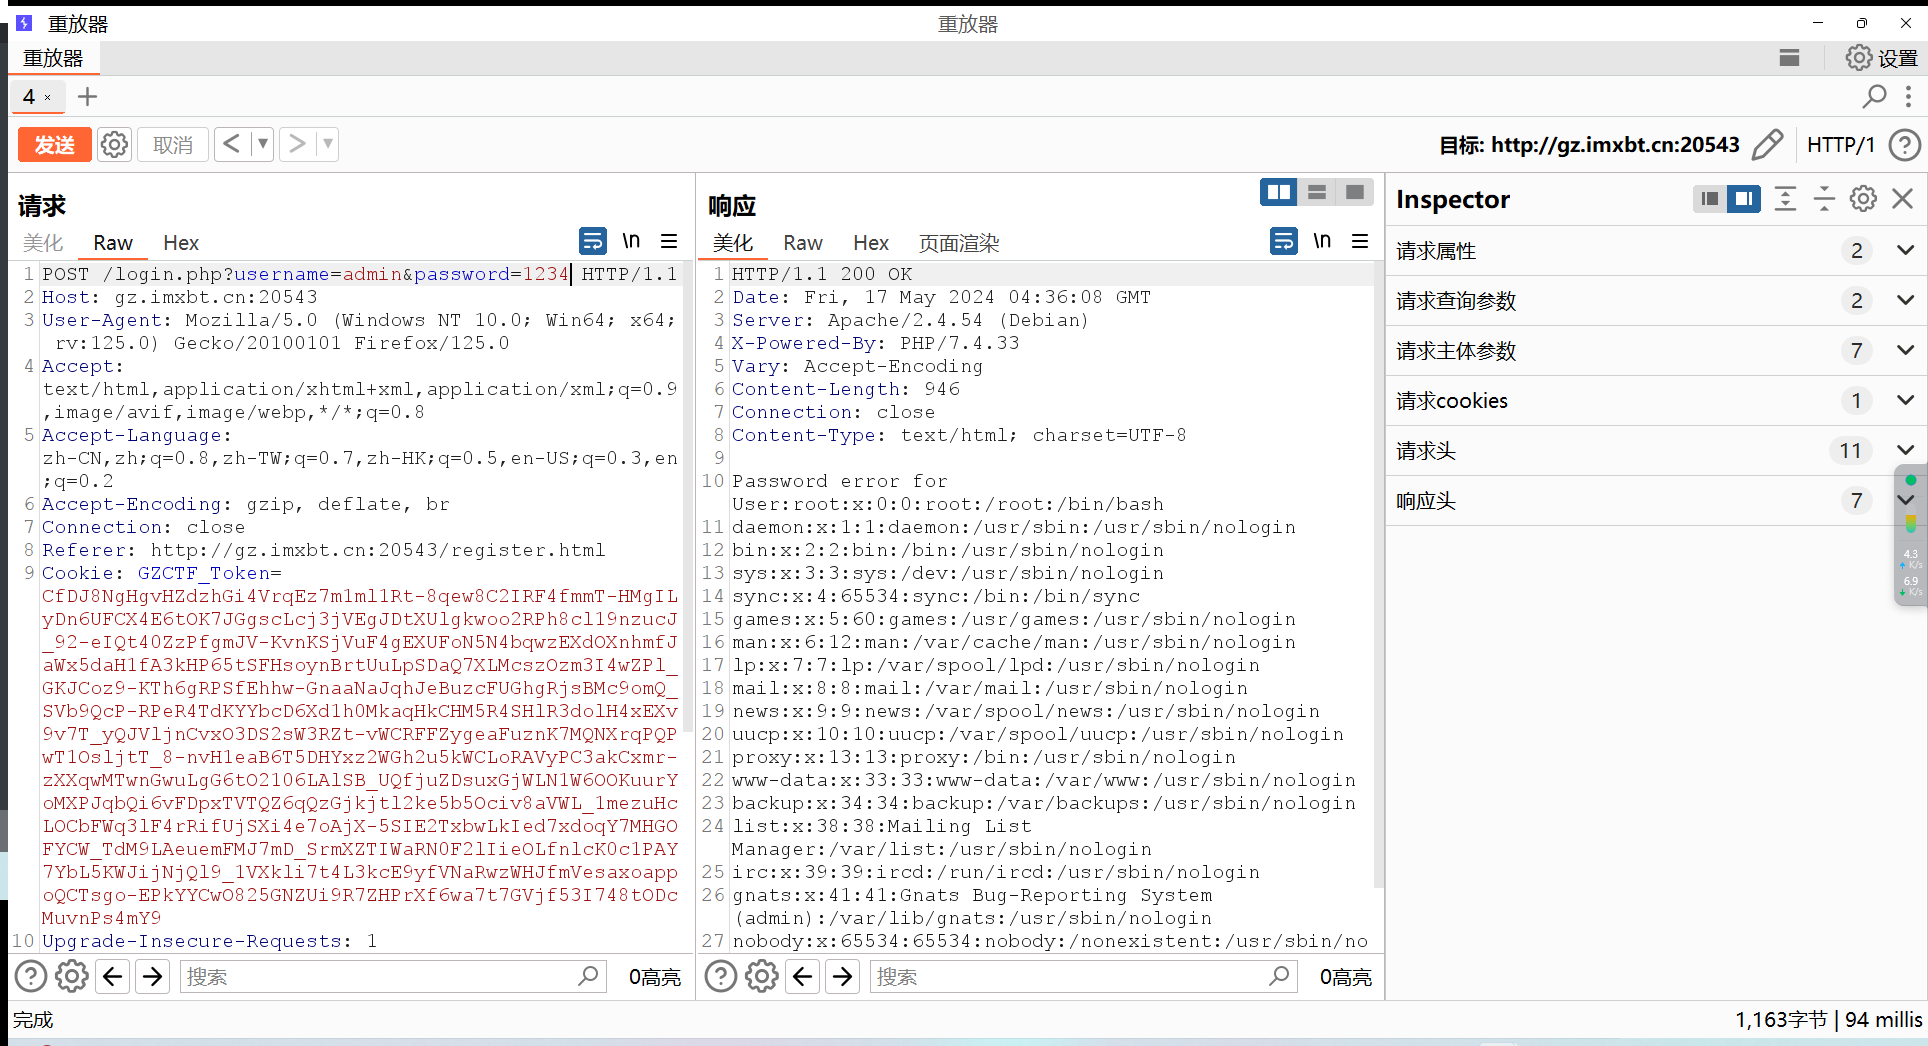 重放器
重放器
重放器
设置
4 ×
发送
取消
目标: http://gz.imxbt.cn:20543
HTTP/1
请求
美化 Raw Hex
\n
1 POST /login.php?username=admin&password=1234 HTTP/1.1
2 Host: gz.imxbt.cn:20543
3 User-Agent: Mozilla/5.0 (Windows NT 10.0; Win64; x64;
rv:125.0) Gecko/20100101 Firefox/125.0
4 Accept:
text/html,application/xhtml+xml,application/xml;q=0.9
,image/avif,image/webp,*/*;q=0.8
5 Accept-Language:
zh-CN,zh;q=0.8,zh-TW;q=0.7,zh-HK;q=0.5,en-US;q=0.3,en
;q=0.2
6 Accept-Encoding: gzip, deflate, br
7 Connection: close
8 Referer: http://gz.imxbt.cn:20543/register.html
9 Cookie: GZCTF_Token=
10 Upgrade-Insecure-Requests: 1
搜索
0高亮
响应
美化 Raw Hex 页面渲染
\n
1 HTTP/1.1 200 OK
2 Date: Fri, 17 May 2024 04:36:08 GMT
3 Server: Apache/2.4.54 (Debian)
4 X-Powered-By: PHP/7.4.33
5 Vary: Accept-Encoding
6 Content-Length: 946
7 Connection: close
8 Content-Type: text/html; charset=UTF-8
9
10 Password error for
User:root:x:0:0:root:/root:/bin/bash
11 daemon:x:1:1:daemon:/usr/sbin:/usr/sbin/nologin
12 bin:x:2:2:bin:/bin:/usr/sbin/nologin
13 sys:x:3:3:sys:/dev:/usr/sbin/nologin
14 sync:x:4:65534:sync:/bin:/bin/sync
15 games:x:5:60:games:/usr/games:/usr/sbin/nologin
16 man:x:6:12:man:/var/cache/man:/usr/sbin/nologin
17 lp:x:7:7:lp:/var/spool/lpd:/usr/sbin/nologin
18 mail:x:8:8:mail:/var/mail:/usr/sbin/nologin
19 news:x:9:9:news:/var/spool/news:/usr/sbin/nologin
20 uucp:x:10:10:uucp:/var/spool/uucp:/usr/sbin/nologin
21 proxy:x:13:13:proxy:/bin:/usr/sbin/nologin
22 www-data:x:33:33:www-data:/var/www:/usr/sbin/nologin
23 backup:x:34:34:backup:/var/backups:/usr/sbin/nologin
24 list:x:38:38:Mailing List
Manager:/var/list:/usr/sbin/nologin
25 irc:x:39:39:ircd:/run/ircd:/usr/sbin/nologin
26 gnats:x:41:41:Gnats Bug-Reporting System
(admin):/var/lib/gnats:/usr/sbin/nologin
27 nobody:x:65534:65534:nobody:/nonexistent:/usr/sbin/no
搜索
0高亮
Inspector
请求属性 2
请求查询参数 2
请求主体参数 7
请求cookies 1
请求头 11
响应头 7
4.3
K/s
6.9
K/s
完成
1,163字节 | 94 millis